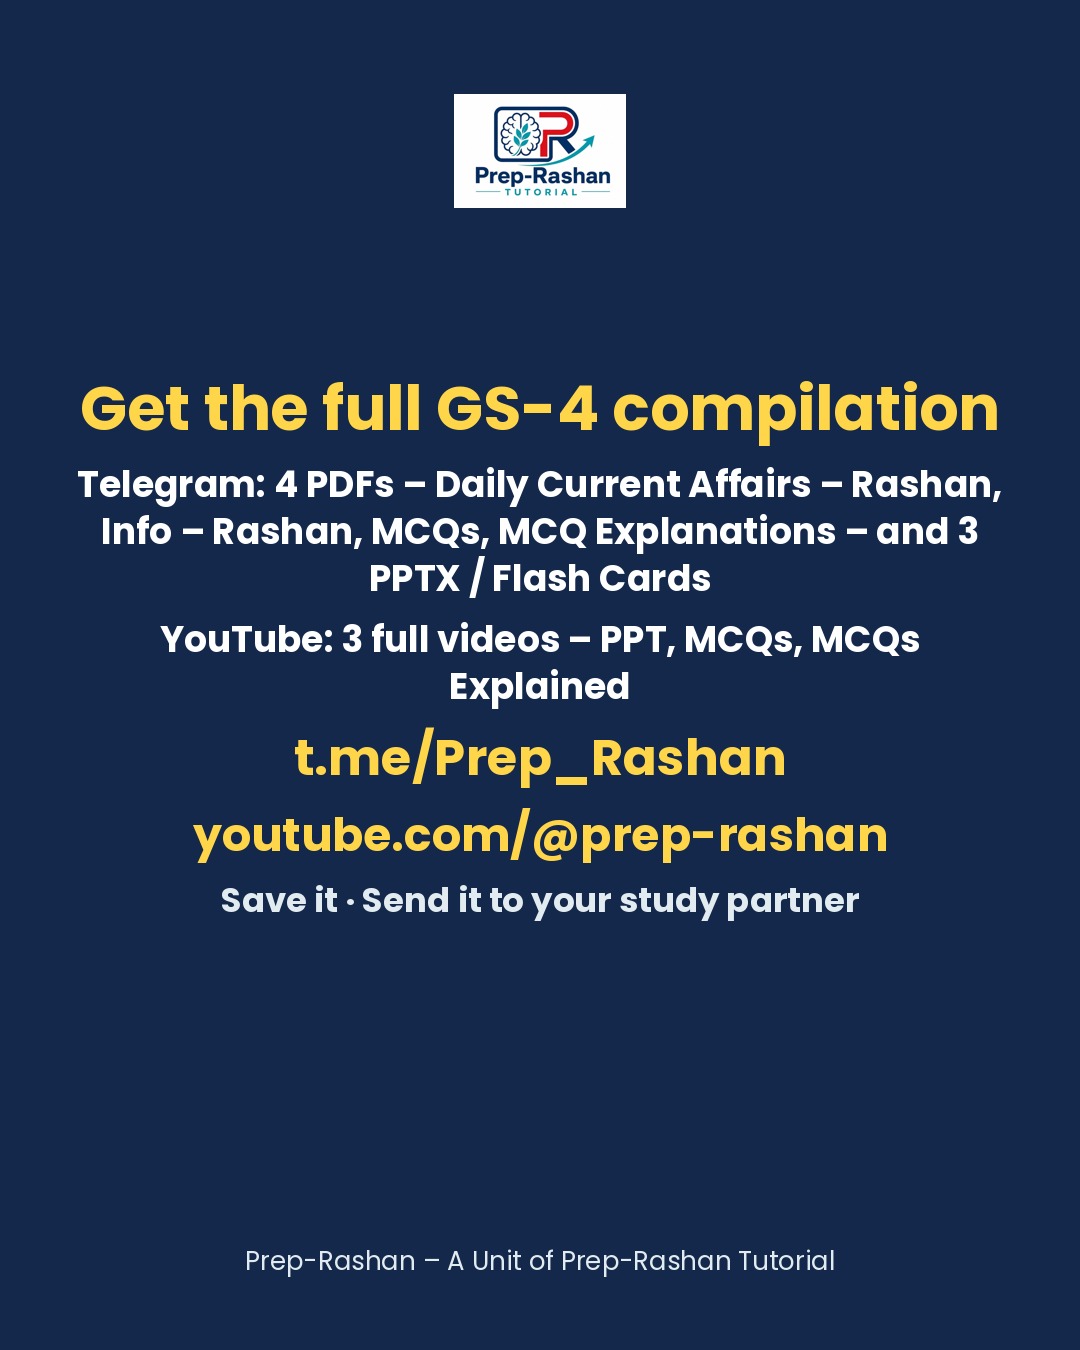 Prep-Rashan
TUTORIAL
Get the full GS-4 compilation
Telegram: 4 PDFs – Daily Current Affairs – Rashan,
Info – Rashan, MCQs, MCQ Explanations – and 3
PPTX / Flash Cards
YouTube: 3 full videos – PPT, MCQs, MCQs
Explained
t.me/Prep_Rashan
youtube.com/@prep-rashan
Save it · Send it to your study partner
Prep-Rashan – A Unit of Prep-Rashan Tutorial